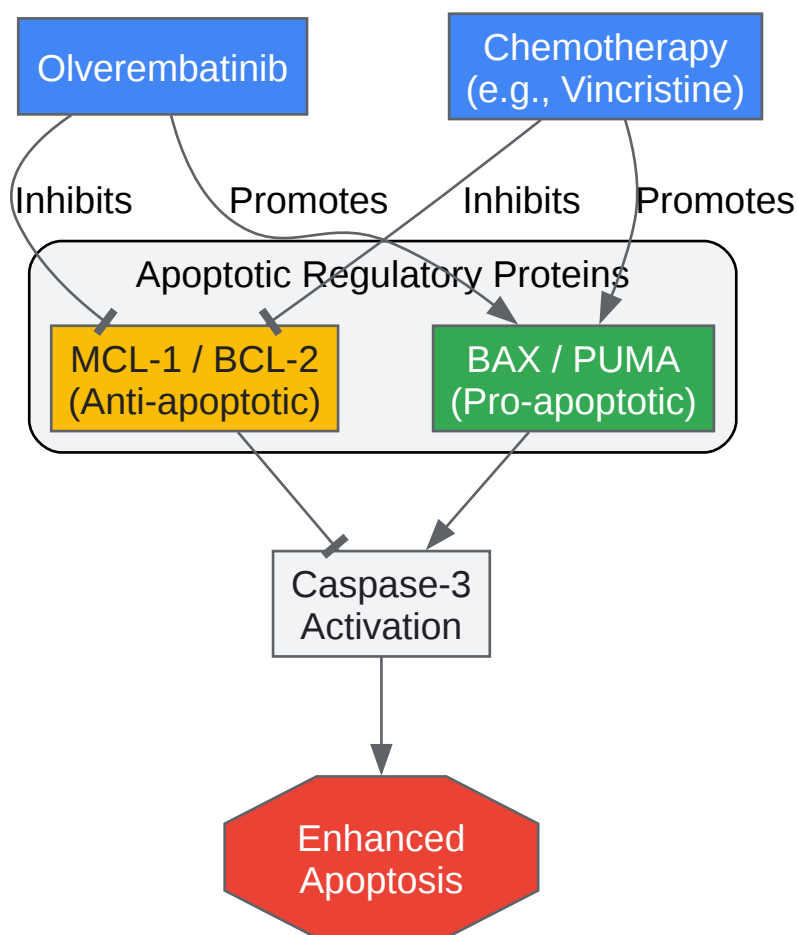 Olverembatinib
Chemotherapy
(e.g., Vincristine)
Inhibits
Promotes
Inhibits
Promotes
Apoptotic Regulatory Proteins
MCL-1 / BCL-2
(Anti-apoptotic)
BAX / PUMA
(Pro-apoptotic)
Caspase-3
Activation
Enhanced
Apoptosis